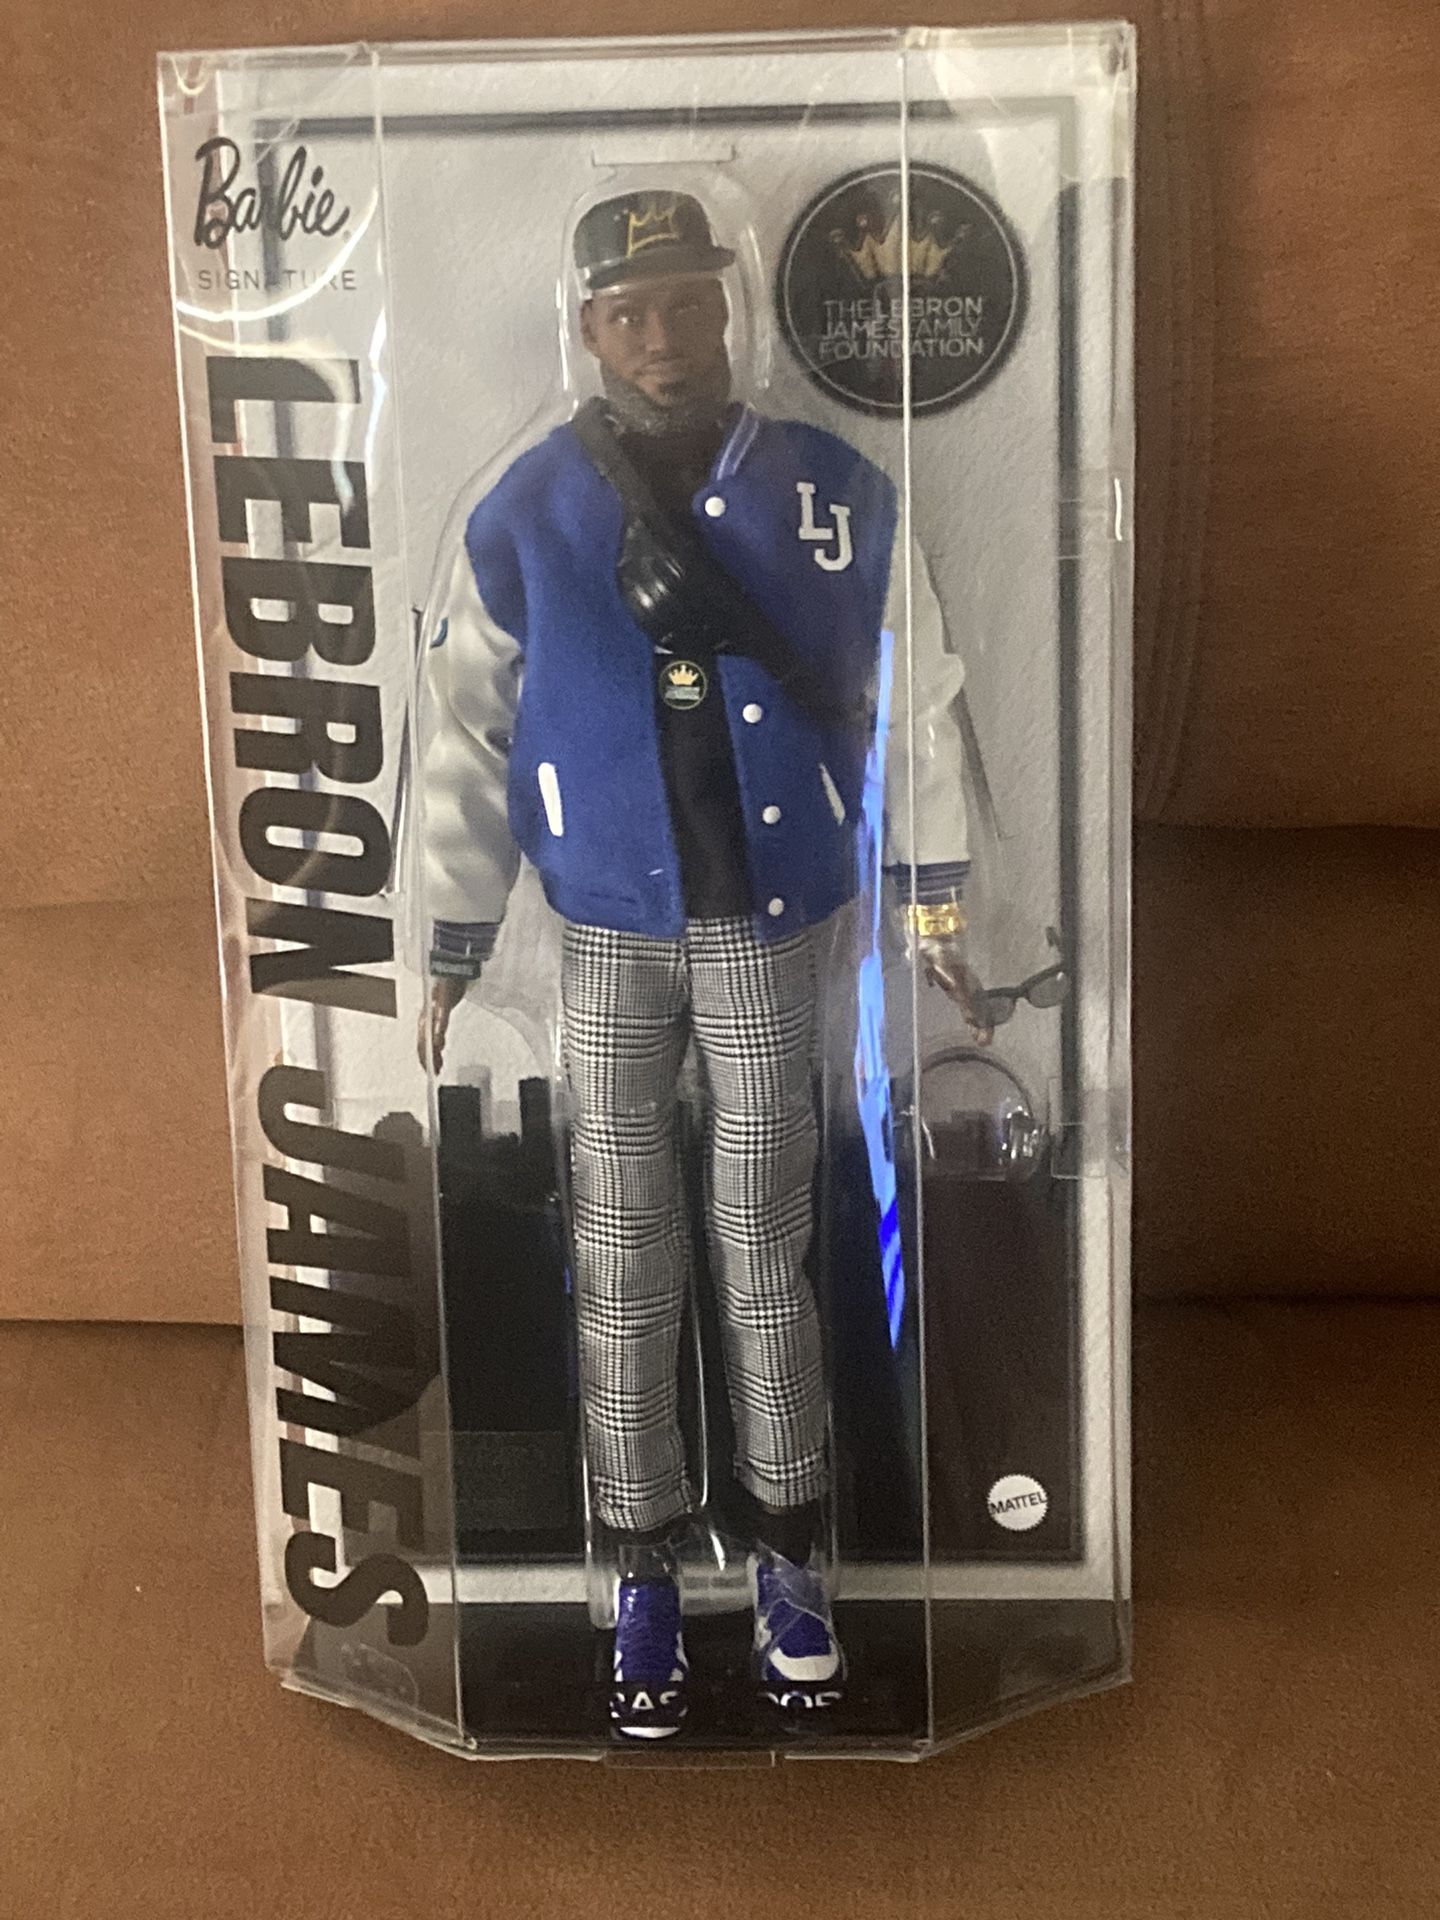 Barbie
SIGNATURE
LEBRON JAMES
THE LEBRON
JAMES FAMILY
FOUNDATION
LJ
MATTEL